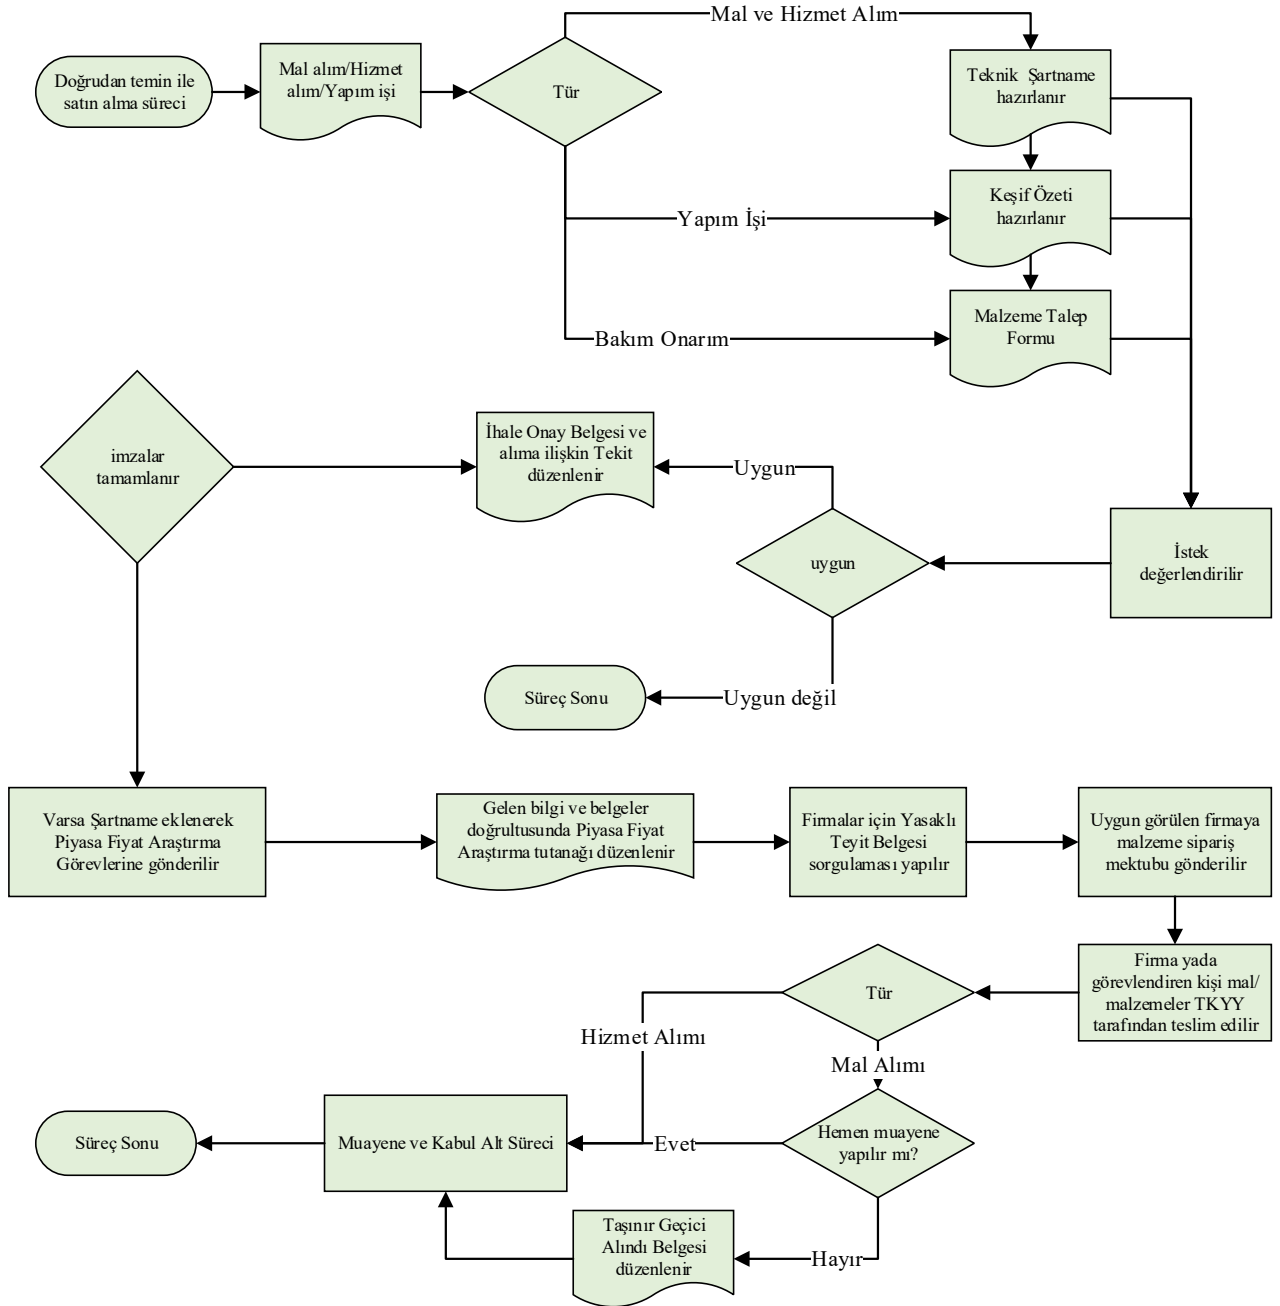 Mal ve Hizmet Alım
Doğrudan temin ile
satın alma süreci
Mal alım/Hizmet
alım/Yapım işi
Tür
Teknik Şartname
hazırlanır
Yapım İşi
Keşif Özeti
hazırlanır
Bakım Onarım
Malzeme Talep
Formu
imzalar
tamamlanır
İhale Onay Belgesi ve
alıma ilişkin Tekit
düzenlenir
Uygun
uygun
İstek
değerlendirilir
Süreç Sonu
Uygun değil
Varsa Şartname eklenerek
Piyasa Fiyat Araştırma
Görevlerine gönderilir
Gelen bilgi ve belgeler
doğrultusunda Piyasa Fiyat
Araştırma tutanağı düzenlenir
Firmalar için Yasaklı
Teyit Belgesi
sorgulaması yapılır
Uygun görülen firmaya
malzeme sipariş
mektubu gönderilir
Firma yada
görevlendiren kişi mal/
malzemeler TKYY
tarafından teslim edilir
Tür
Hizmet Alımı
Mal Alımı
Hemen muayene
yapılır mı?
Evet
Muayene ve Kabul Alt Süreci
Süreç Sonu
Hayır
Taşınır Geçici
Alındı Belgesi
düzenlenir